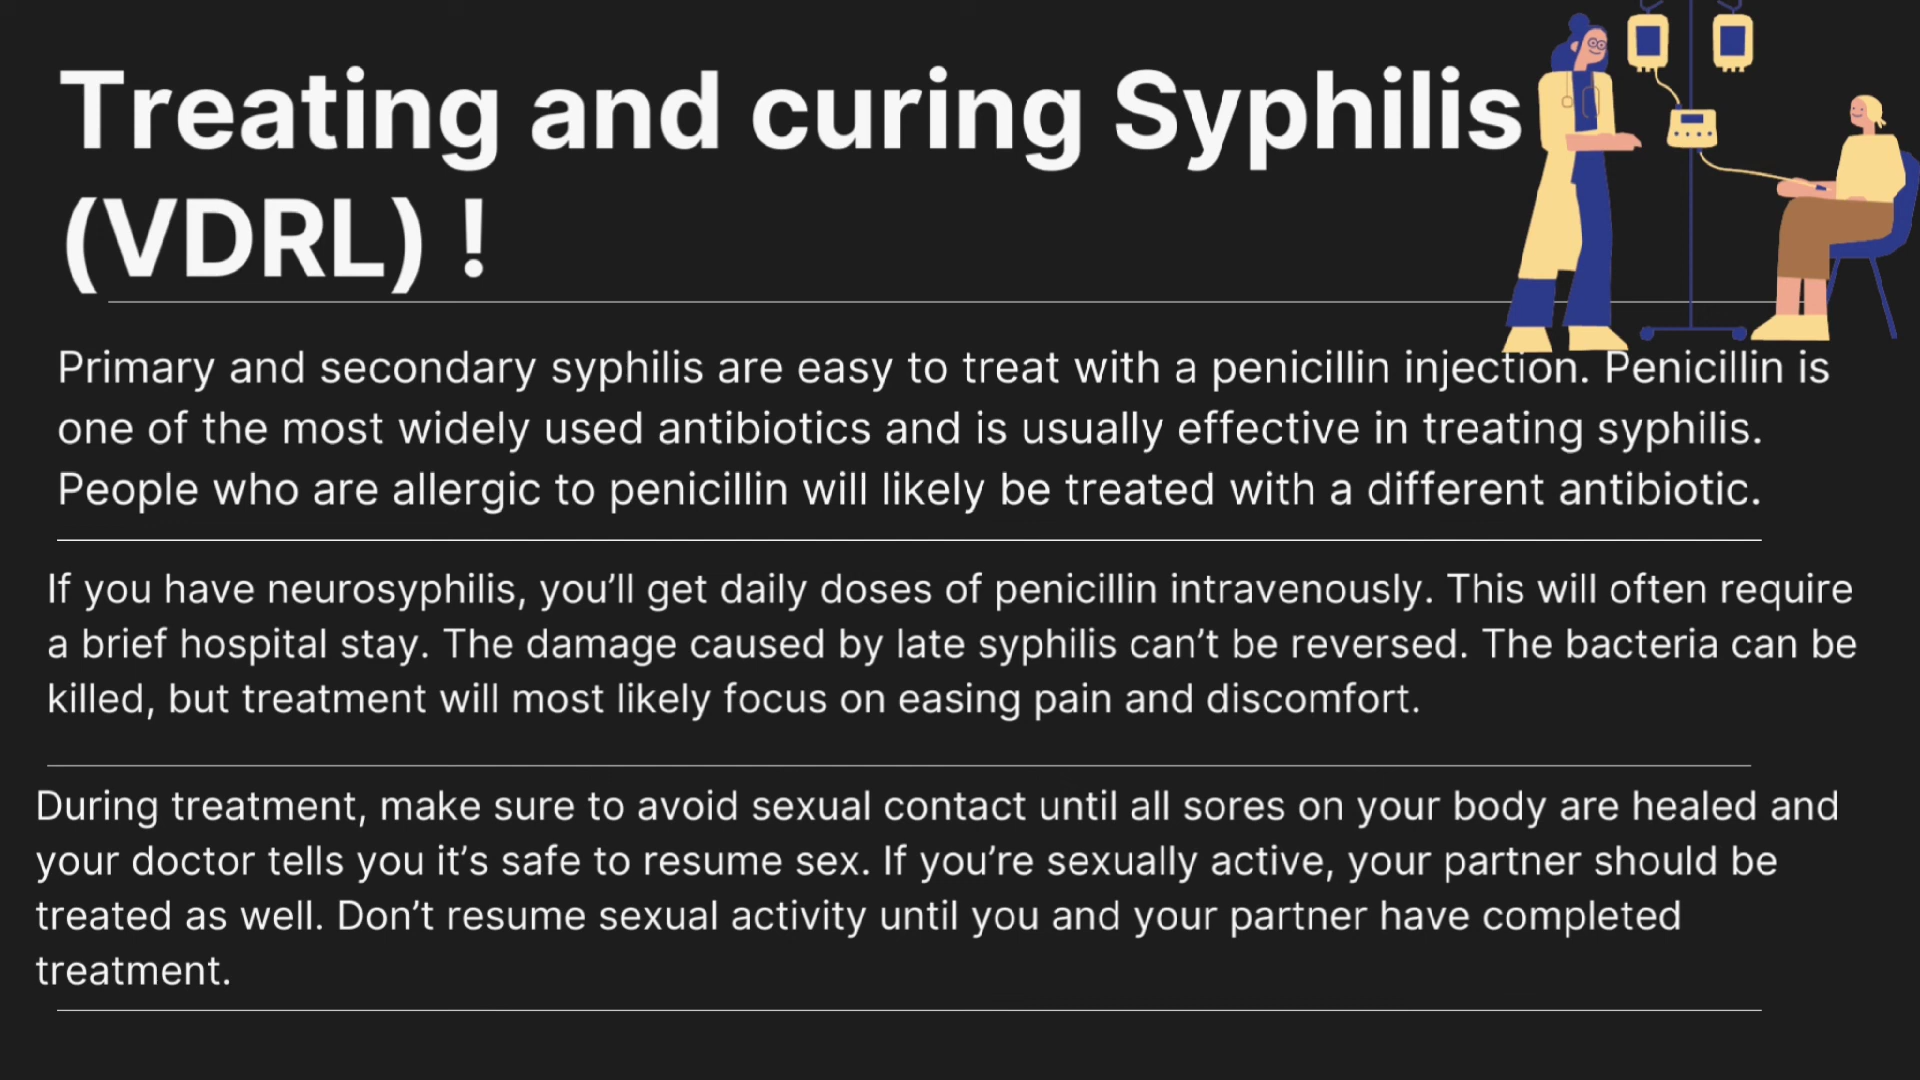 Treating and curing Syphilis
(VDRL) !
Primary and secondary syphilis are easy to treat with a penicillin injection. Penicillin is
one of the most widely used antibiotics and is usually effective in treating syphilis.
People who are allergic to penicillin will likely be treated with a different antibiotic.
If you have neurosyphilis, you’ll get daily doses of penicillin intravenously. This will often require
a brief hospital stay. The damage caused by late syphilis can’t be reversed. The bacteria can be
killed, but treatment will most likely focus on easing pain and discomfort.
During treatment, make sure to avoid sexual contact until all sores on your body are healed and
your doctor tells you it’s safe to resume sex. If you’re sexually active, your partner should be
treated as well. Don’t resume sexual activity until you and your partner have completed
treatment.